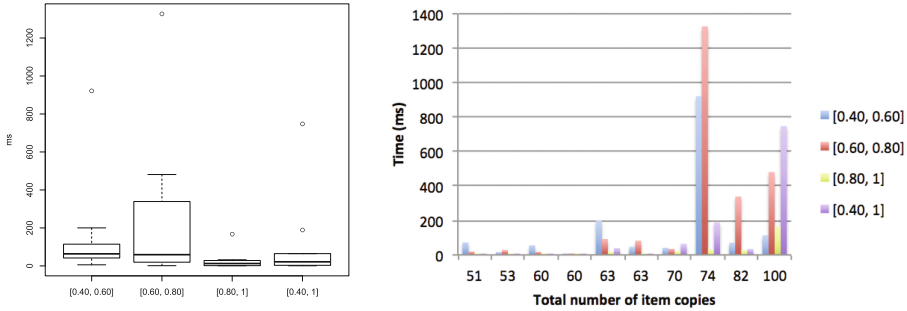 ms
0 200 400 600 800 1000 1200
[0.40, 0.60] [0.60, 0.80] [0.80, 1] [0.40, 1]
Time (ms)
1400
1200
1000
800
600
400
200
0
51 53 60 60 63 63 70 74 82 100
Total number of item copies
[0.40, 0.60]
[0.60, 0.80]
[0.80, 1]
[0.40, 1]